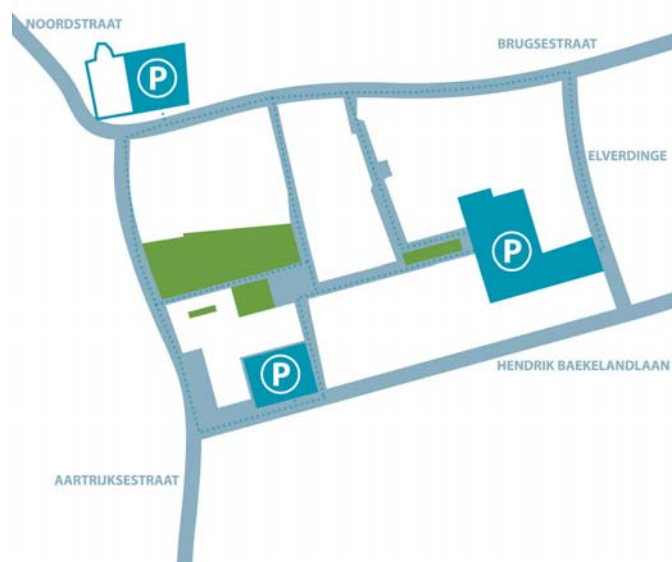 NOORDSTRAAT
BRUGSESTRAAT
P
ELVERDINGE
P
HENDRIK BAEKELANDLAAN
P
AARTRIJKSESTRAAT